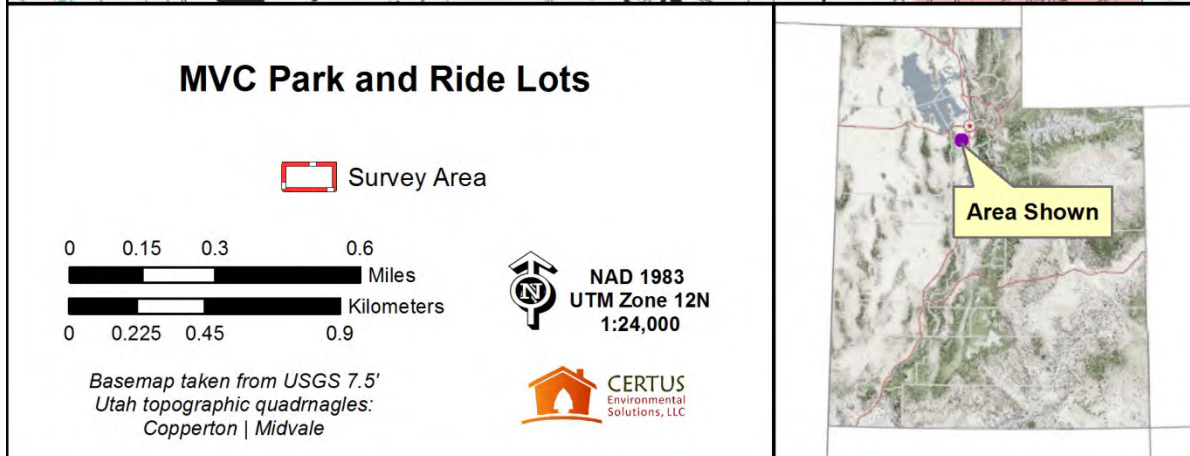 MVC Park and Ride Lots
Survey Area
0 0.15 0.3 0.6
Miles
Kilometers
0 0.225 0.45 0.9
N
NAD 1983
UTM Zone 12N
1:24,000
Basemap taken from USGS 7.5'
Utah topographic quadrnagles:
Copperton | Midvale
CERTUS
Environmental
Solutions, LLC
Area Shown